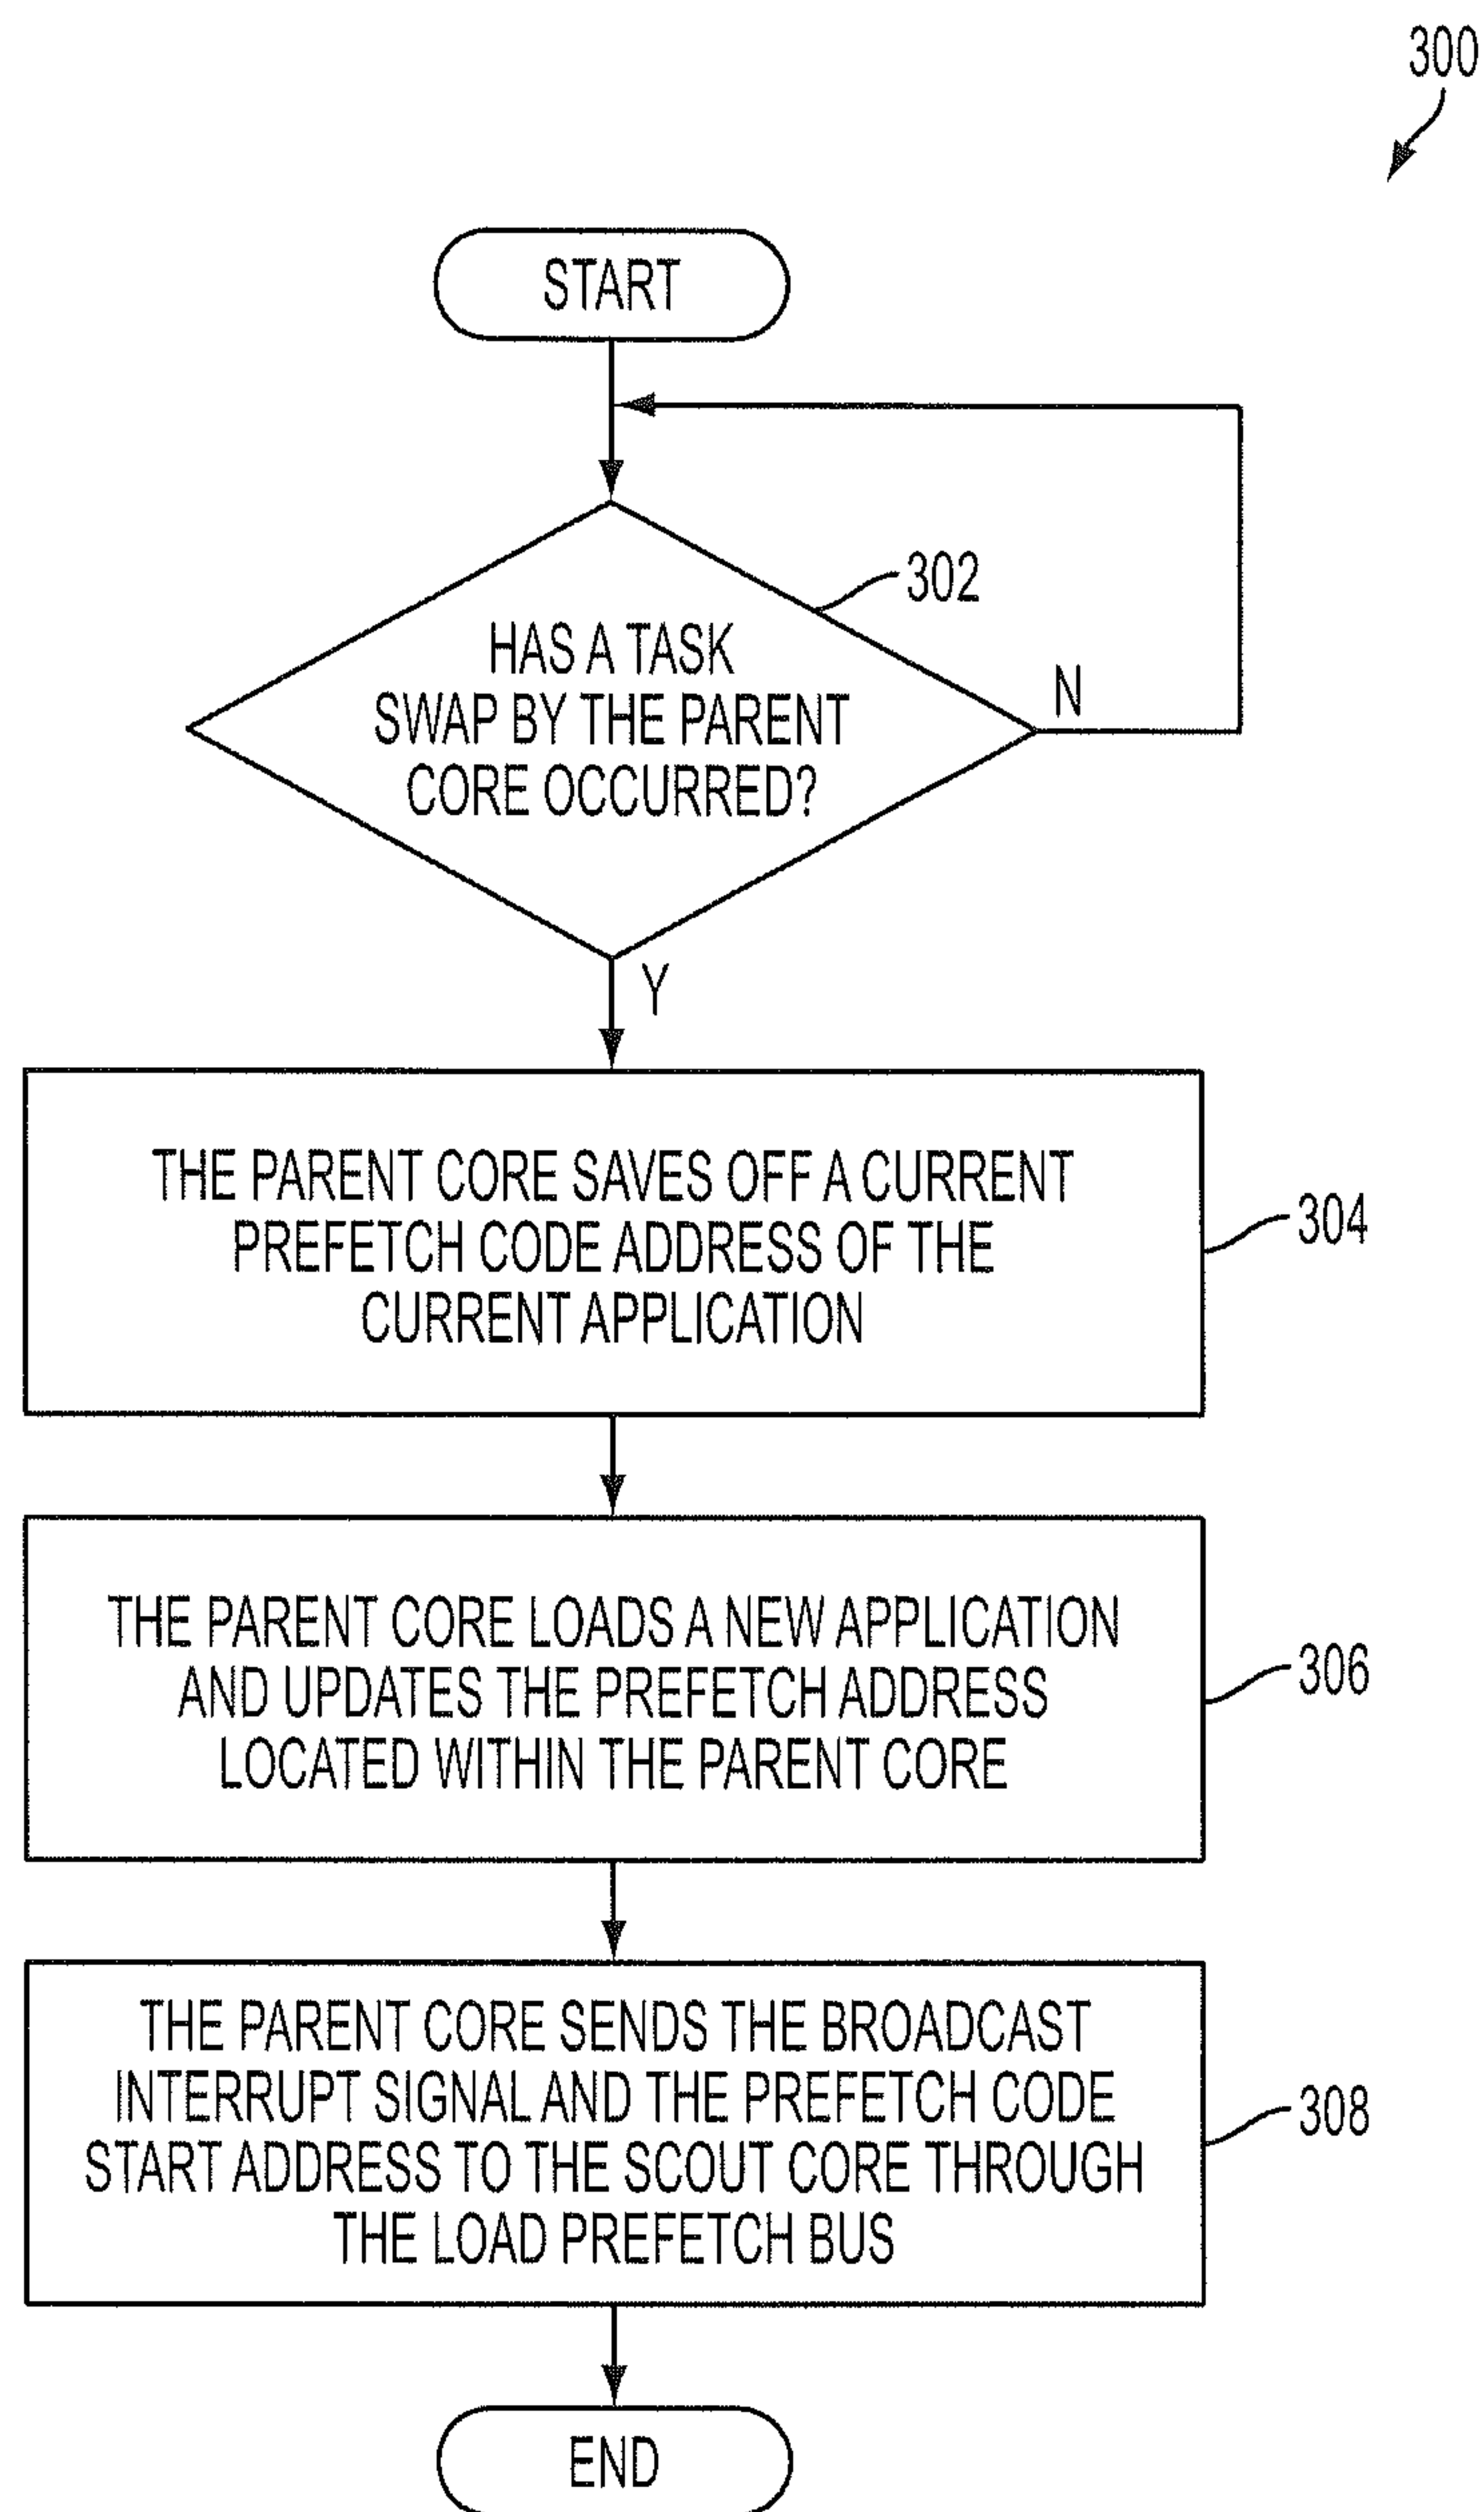 300
START
302
HAS A TASK
SWAP BY THE PARENT
CORE OCCURRED?
N
Y
THE PARENT CORE SAVES OFF A CURRENT
PREFETCH CODE ADDRESS OF THE
CURRENT APPLICATION
304
THE PARENT CORE LOADS A NEW APPLICATION
AND UPDATES THE PREFETCH ADDRESS
LOCATED WITHIN THE PARENT CORE
306
THE PARENT CORE SENDS THE BROADCAST
INTERRUPT SIGNAL AND THE PREFETCH CODE
START ADDRESS TO THE SCOUT CORE THROUGH
THE LOAD PREFETCH BUS
308
END